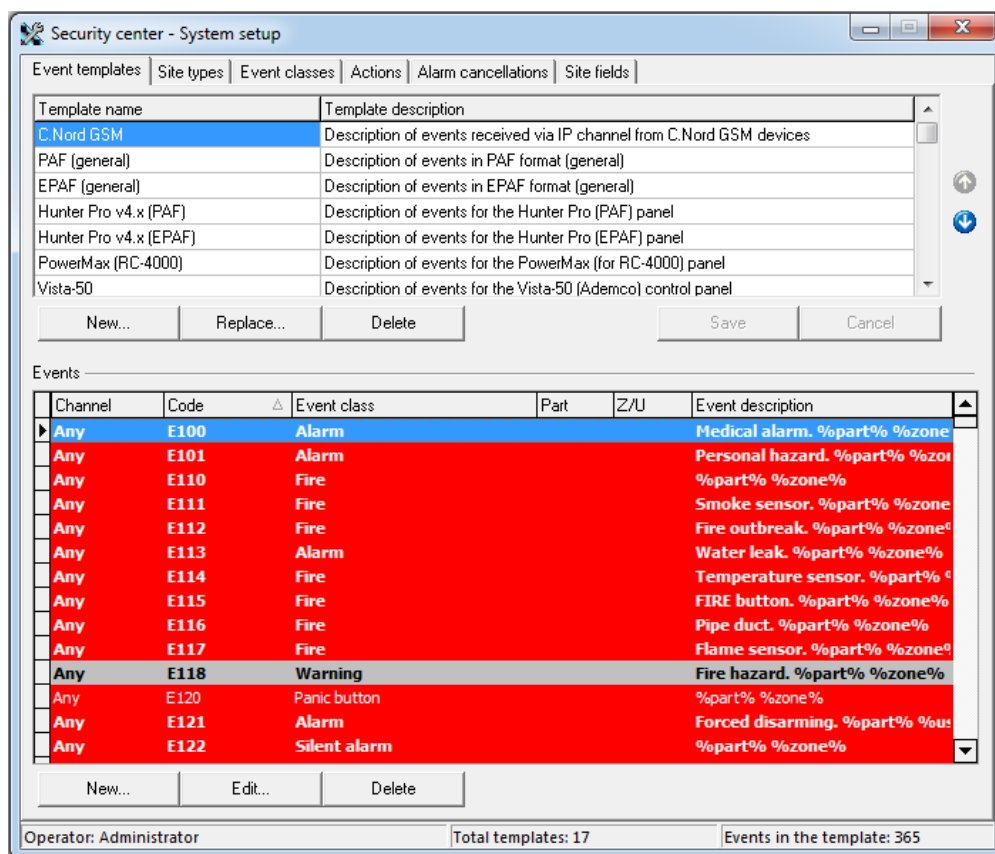 Security center - System setup
Event templates Site types Event classes Actions Alarm cancellations Site fields
Template name Template description
C.Nord GSM Description of events received via IP channel from C.Nord GSM devices
PAF (general) Description of events in PAF format (general)
EPAF (general) Description of events in EPAF format (general)
Hunter Pro v4.x (PAF) Description of events for the Hunter Pro (PAF) panel
Hunter Pro v4.x (EPAF) Description of events for the Hunter Pro (EPAF) panel
PowerMax (RC-4000) Description of events for the PowerMax (for RC-4000) panel
Vista-50 Description of events for the Vista-50 (Ademco) control panel
New... Replace... Delete Save Cancel
Events
Channel Code Event class Part Z/U Event description
Any E100 Alarm Medical alarm. %part% %zone
Any E101 Alarm Personal hazard. %part% %zon
Any E110 Fire %part% %zone%
Any E111 Fire Smoke sensor. %part% %zone
Any E112 Fire Fire outbreak. %part% %zone%
Any E113 Alarm Water leak. %part% %zone%
Any E114 Fire Temperature sensor. %part% %
Any E115 Fire FIRE button. %part% %zone%
Any E116 Fire Pipe duct. %part% %zone%
Any E117 Fire Flame sensor. %part% %zone%
Any E118 Warning Fire hazard. %part% %zone%
Any E120 Panic button %part% %zone%
Any E121 Alarm Forced disarming. %part% %us
Any E122 Silent alarm %part% %zone%
New... Edit... Delete
Operator: Administrator Total templates: 17 Events in the template: 365